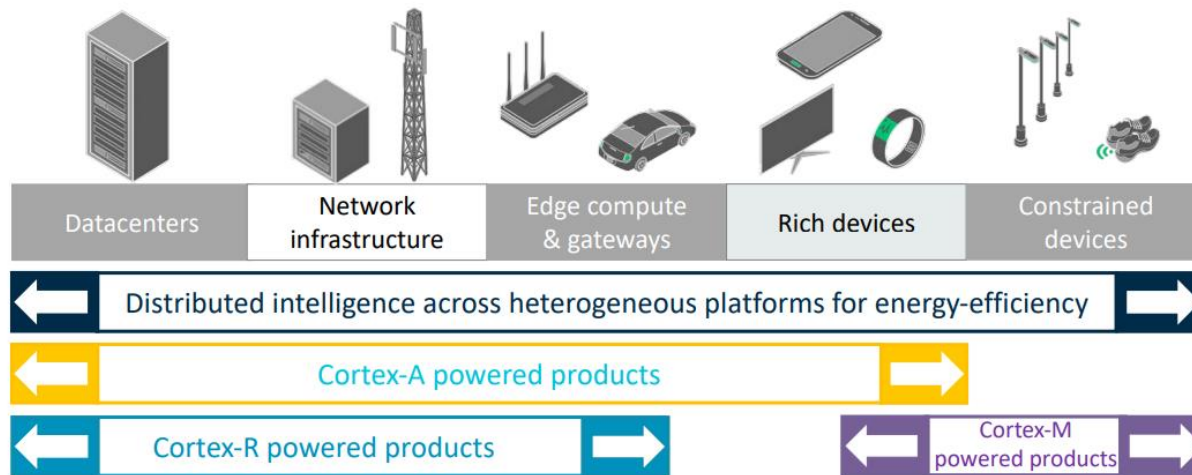 Datacenters
Network
infrastructure
Edge compute
& gateways
Rich devices
Constrained
devices
Distributed intelligence across heterogeneous platforms for energy-efficiency
Cortex-A powered products
Cortex-R powered products
Cortex-M
powered products